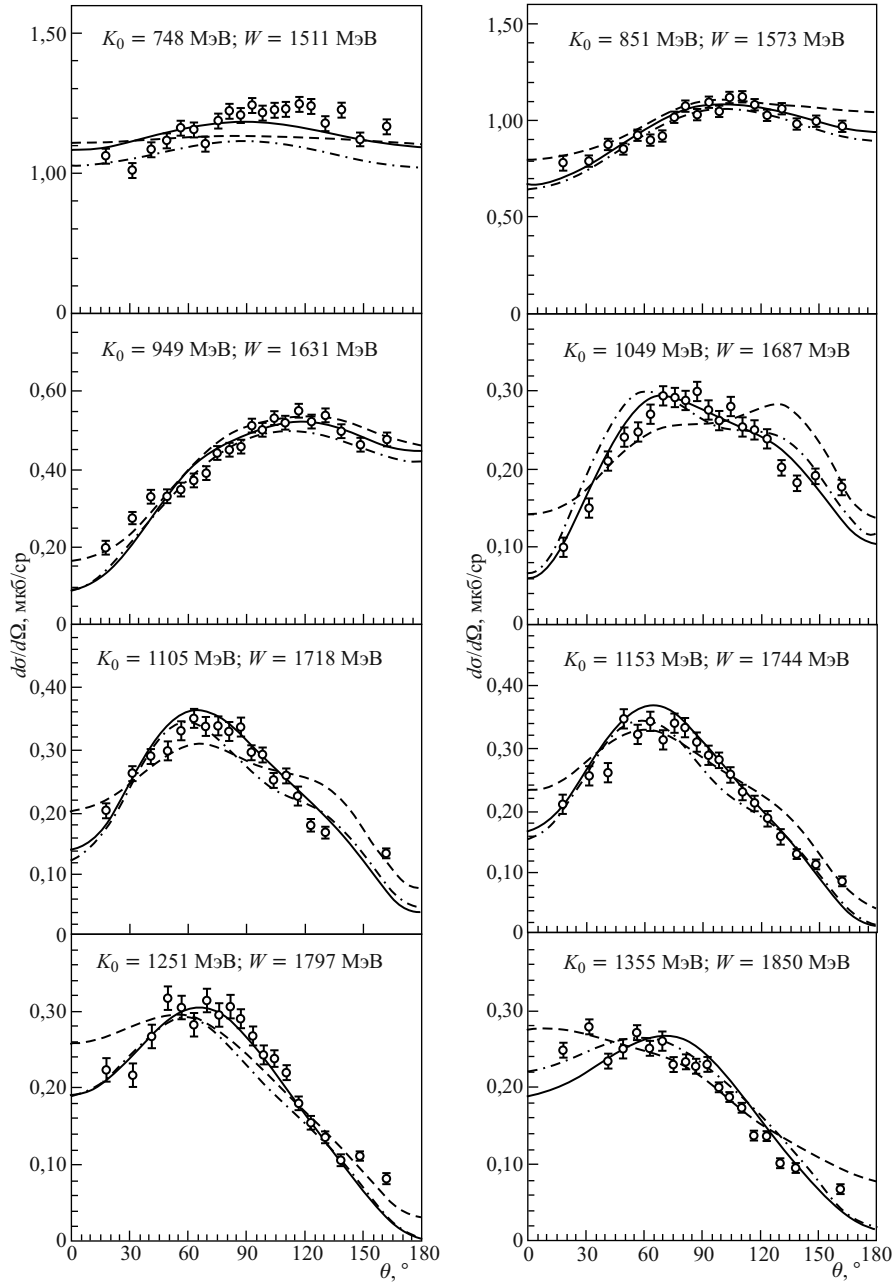 1,50
K₀ = 748 МэВ; W = 1511 МэВ
1,00
0
1,50
K₀ = 851 МэВ; W = 1573 МэВ
1,00
0,50
0
K₀ = 949 МэВ; W = 1631 МэВ
0,60
0,40
0,20
0
K₀ = 1049 МэВ; W = 1687 МэВ
0,30
0,20
0,10
0
dσ/dΩ, мкб/ср
dσ/dΩ, мкб/ср
K₀ = 1105 МэВ; W = 1718 МэВ
0,40
0,30
0,20
0,10
0
K₀ = 1153 МэВ; W = 1744 МэВ
0,40
0,30
0,20
0,10
0
K₀ = 1251 МэВ; W = 1797 МэВ
0,30
0,20
0,10
0
0 30 60 90 120 150 180
θ, °
K₀ = 1355 МэВ; W = 1850 МэВ
0,30
0,20
0,10
0
0 30 60 90 120 150 180
θ, °